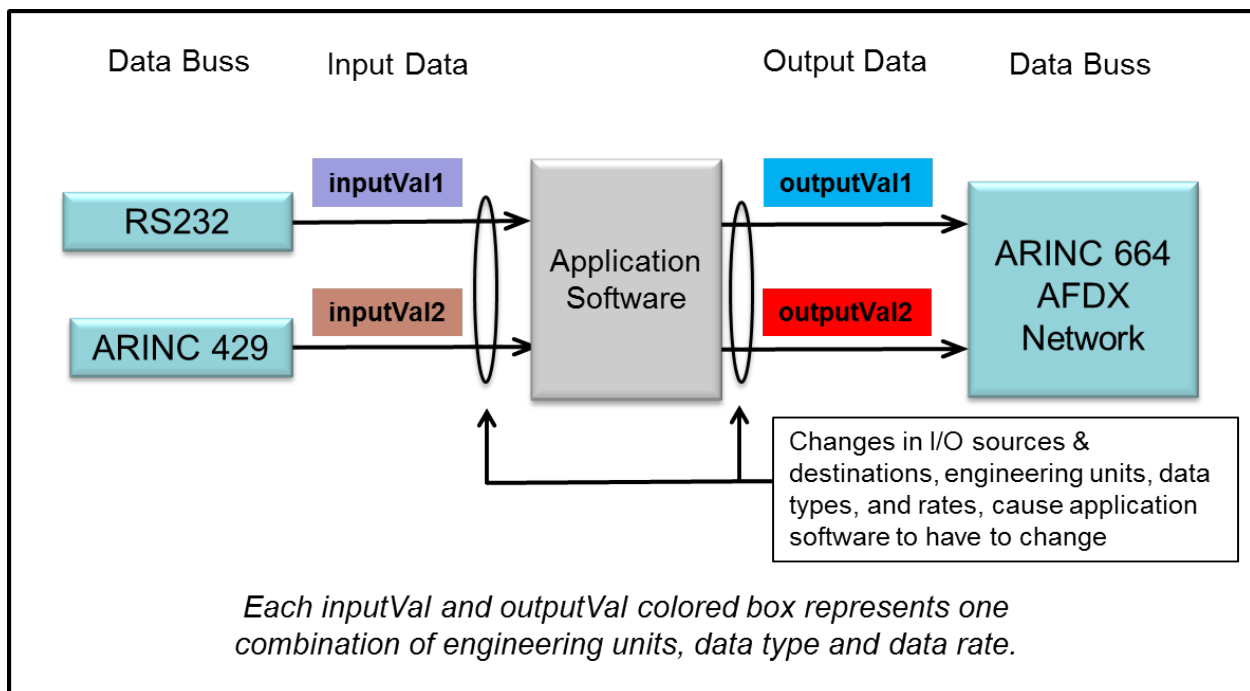 Data Buss
Input Data
Output Data
Data Buss
inputVal1
outputVal1
RS232
Application
Software
ARINC 664
AFDX
Network
inputVal2
outputVal2
ARINC 429
Changes in I/O sources &
destinations, engineering units, data
types, and rates, cause application
software to have to change
Each inputVal and outputVal colored box represents one
combination of engineering units, data type and data rate.